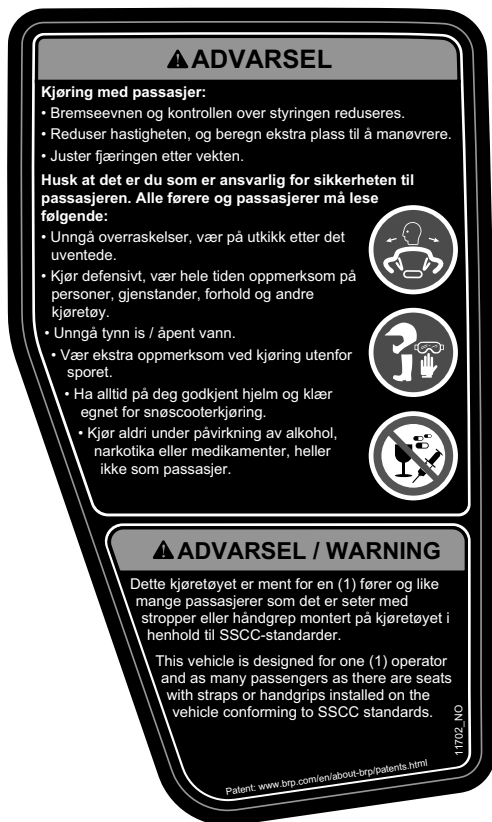 ⚠ ADVARSEL
Kjøring med passasjer:
• Bremseevnen og kontrollen over styringen reduseres.
• Reduser hastigheten, og beregn ekstra plass til å manøvrere.
• Juster fjæringen etter vekten.
Husk at det er du som er ansvarlig for sikkerheten til
passasjeren. Alle førere og passasjerer må lese
følgende:
• Unngå overraskelser, vær på utkikk etter det
uventede.
• Kjør defensivt, vær hele tiden oppmerksom på
personer, gjenstander, forhold og andre
kjøretøy.
• Unngå tynn is / åpent vann.
• Vær ekstra oppmerksom ved kjøring utenfor
sporet.
• Ha alltid på deg godkjent hjelm og klær
egnet for snøscooterkjøring.
• Kjør aldri under påvirkning av alkohol,
narkotika eller medikamenter, heller
ikke som passasjer.
⚠ ADVARSEL / WARNING
Dette kjøretøyet er ment for en (1) fører og like
mange passasjerer som det er seter med
stropper eller håndgrep montert på kjøretøyet i
henhold til SSCC-standarder.
This vehicle is designed for one (1) operator
and as many passengers as there are seats
with straps or handgrips installed on the
vehicle conforming to SSCC standards.
11702_NO
Patent: www.brp.com/en/about-brp/patents.html